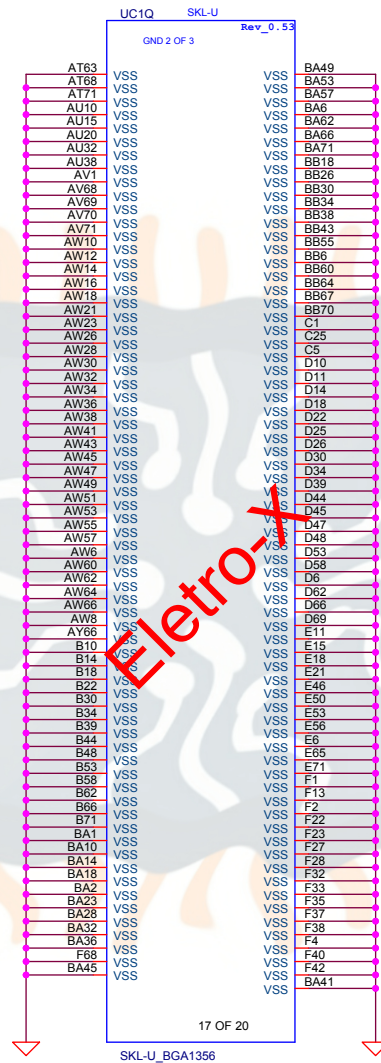 UC1Q SKL-U
Rev_0.53
GND 2 OF 3
AT63 VSS VSS BA49
AT68 VSS VSS BA53
AT71 VSS VSS BA57
AU10 VSS VSS BA6
AU15 VSS VSS BA62
AU20 VSS VSS BA66
AU32 VSS VSS BA71
AU38 VSS VSS BB18
AV1 VSS VSS BB26
AV68 VSS VSS BB30
AV69 VSS VSS BB34
AV70 VSS VSS BB38
AV71 VSS VSS BB43
AW10 VSS VSS BB55
AW12 VSS VSS BB6
AW14 VSS VSS BB60
AW16 VSS VSS BB64
AW18 VSS VSS BB67
AW21 VSS VSS BB70
AW23 VSS VSS C1
AW26 VSS VSS C25
AW28 VSS VSS C5
AW30 VSS VSS D10
AW32 VSS VSS D11
AW34 VSS VSS D14
AW36 VSS VSS D18
AW38 VSS VSS D22
AW41 VSS VSS D25
AW43 VSS VSS D26
AW45 VSS VSS D30
AW47 VSS VSS D34
AW49 VSS VSS D39
AW51 VSS VSS D44
AW53 VSS VSS D45
AW55 VSS VSS D47
AW57 VSS VSS D48
AW6 VSS VSS D53
AW60 VSS VSS D58
AW62 VSS VSS D6
AW64 VSS VSS D62
AW66 VSS VSS D66
AW8 VSS VSS D69
AY66 VSS VSS E11
B10 VSS VSS E15
B14 VSS VSS E18
B18 VSS VSS E21
B22 VSS VSS E46
B30 VSS VSS E50
B34 VSS VSS E53
B39 VSS VSS E56
B44 VSS VSS E6
B48 VSS VSS E65
B53 VSS VSS E71
B58 VSS VSS F1
B62 VSS VSS F13
B66 VSS VSS F2
B71 VSS VSS F22
BA1 VSS VSS F23
BA10 VSS VSS F27
BA14 VSS VSS F28
BA18 VSS VSS F32
BA2 VSS VSS F33
BA23 VSS VSS F35
BA28 VSS VSS F37
BA32 VSS VSS F38
BA36 VSS VSS F4
F68 VSS VSS F40
BA45 VSS VSS F42
VSS BA41
Eletro-X
17 OF 20
SKL-U_BGA1356